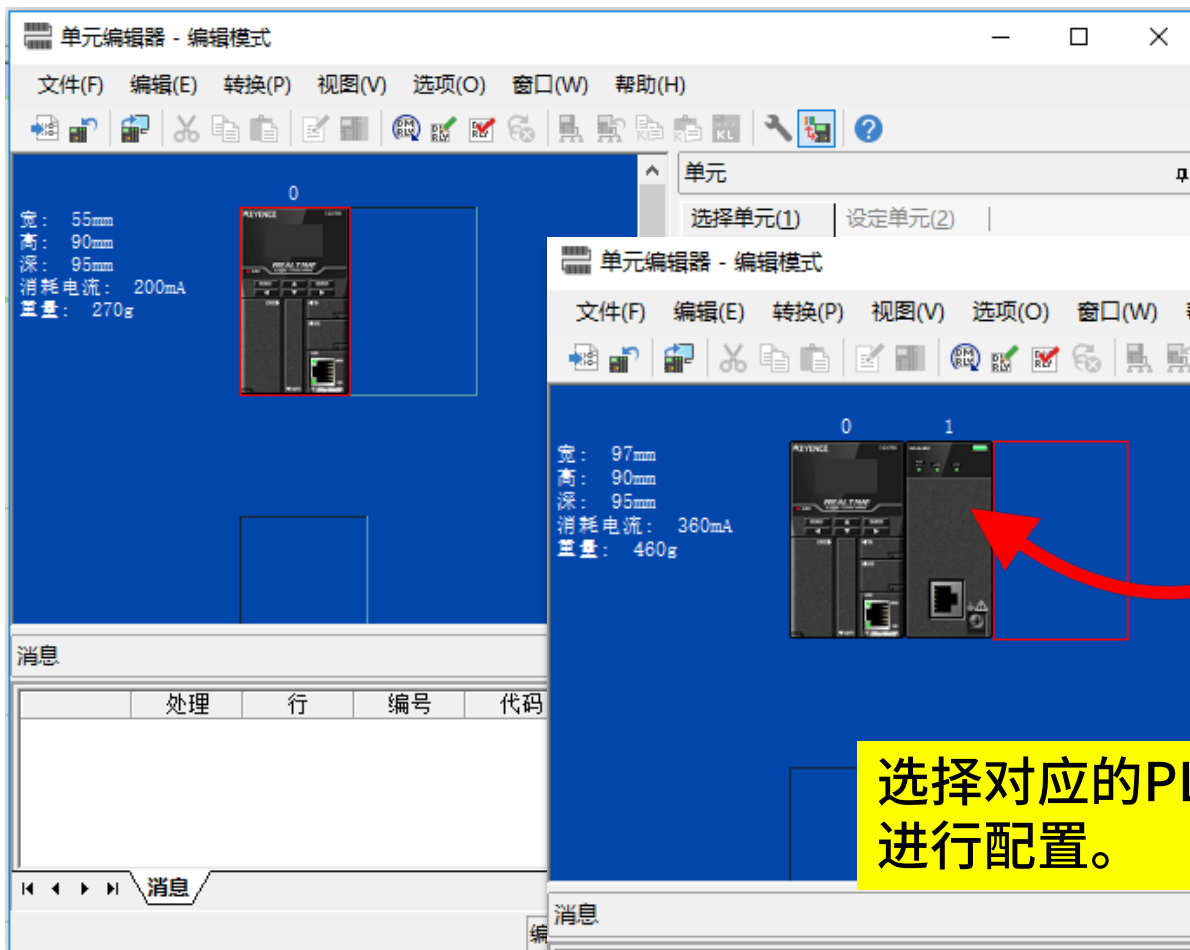 单元编辑器 - 编辑模式
文件(F) 编辑(E) 转换(P) 视图(V) 选项(O) 窗口(W) 帮助(H)
0
宽: 55mm
高: 90mm
深: 95mm
消耗电流: 200mA
重量: 270g
KEYENCE
REALTIME
单元
选择单元(1) 设定单元(2)
单元编辑器 - 编辑模式
文件(F) 编辑(E) 转换(P) 视图(V) 选项(O) 窗口(W)
0 1
宽: 97mm
高: 90mm
深: 95mm
消耗电流: 360mA
重量: 460g
KEYENCE
REALTIME
选择对应的PL
进行配置。
消息
处理 行 编号 代码
消息
消息
编